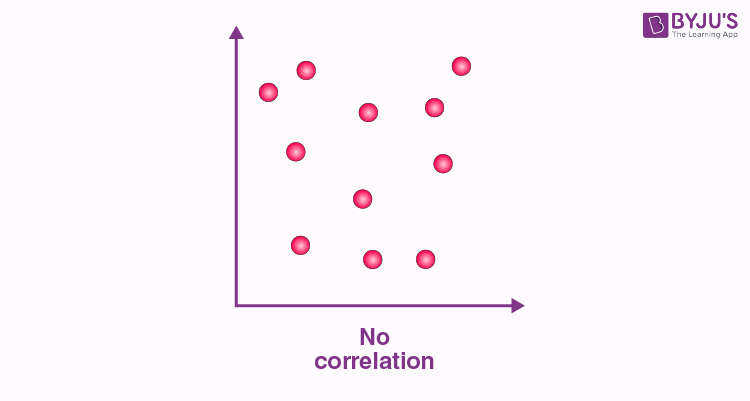 BYJU'S
The Learning App
No
correlation